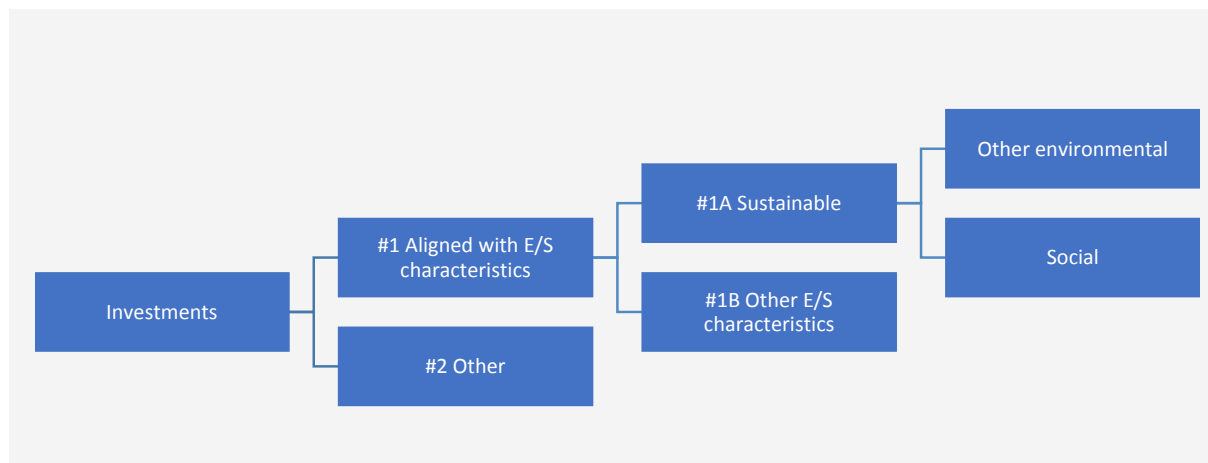 Investments
#1 Aligned with E/S
characteristics
#2 Other
#1A Sustainable
#1B Other E/S
characteristics
Other environmental
Social